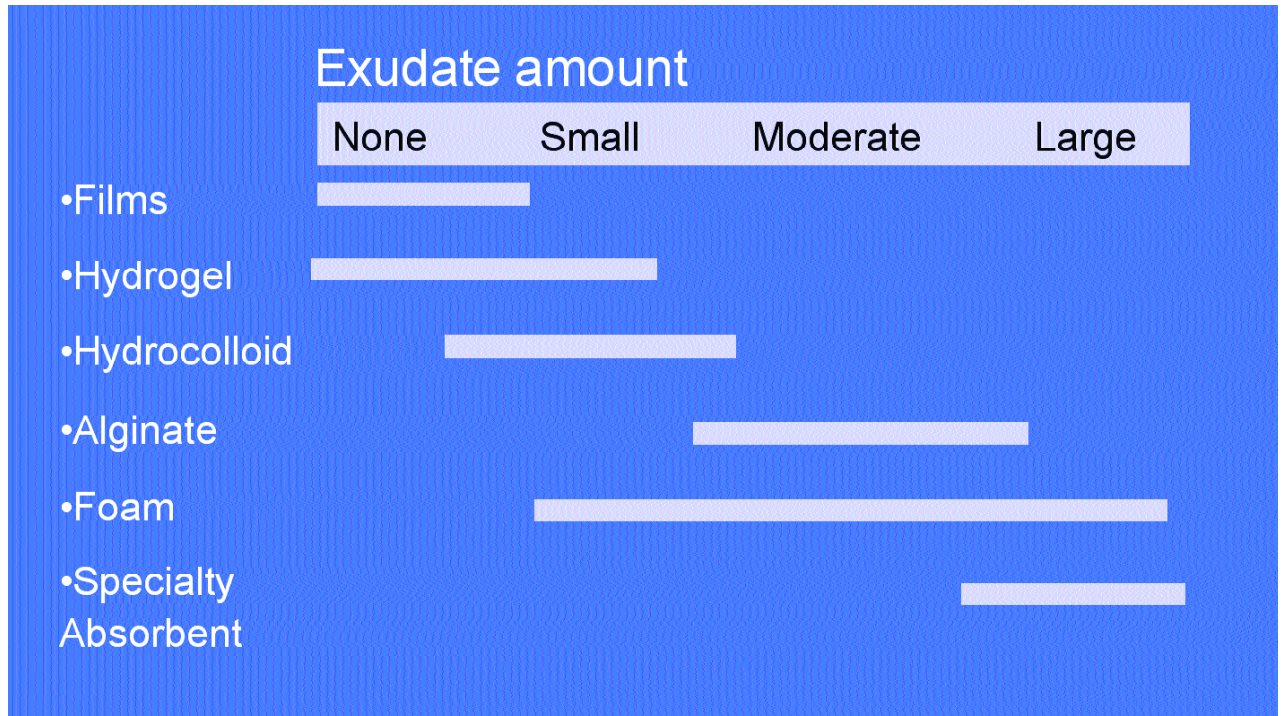 Exudate amount
None Small Moderate Large
•Films
•Hydrogel
•Hydrocolloid
•Alginate
•Foam
•Specialty
Absorbent